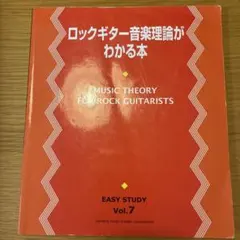 ロックギター音楽理論が
わかる本
MUSIC THEORY
FOR ROCK GUITARISTS
EASY STUDY
Vol.7